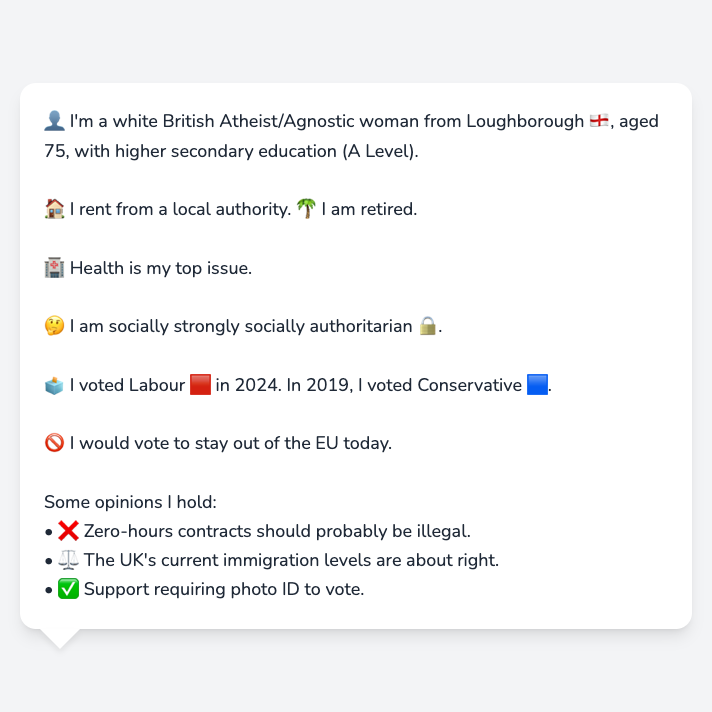 👤 I'm a white British Atheist/Agnostic woman from Loughborough 🏴󠁧󠁢󠁥󠁮󠁧󠁿, aged
75, with higher secondary education (A Level).
🏠 I rent from a local authority. 🌴 I am retired.
🏥 Health is my top issue.
🤔 I am socially strongly socially authoritarian 🔒.
🗳️ I voted Labour 🟥 in 2024. In 2019, I voted Conservative 🟦.
🚫 I would vote to stay out of the EU today.
Some opinions I hold:
• ❌ Zero-hours contracts should probably be illegal.
• ⚖️ The UK's current immigration levels are about right.
• ✅ Support requiring photo ID to vote.